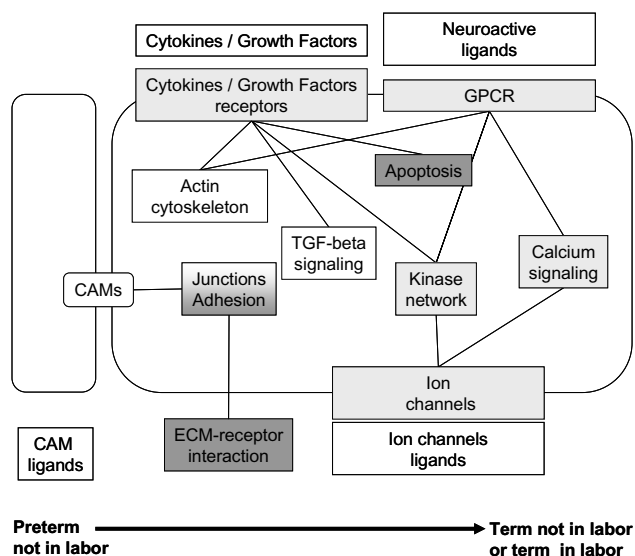 Cytokines / Growth Factors
Neuroactive
ligands
Cytokines / Growth Factors
receptors
GPCR
Apoptosis
Actin
cytoskeleton
TGF-beta
signaling
Calcium
signaling
Kinase
network
CAMs
Junctions
Adhesion
Ion
channels
ECM-receptor
interaction
Ion channels
ligands
CAM
ligands
Preterm
not in labor
Term not in labor
or term in labor